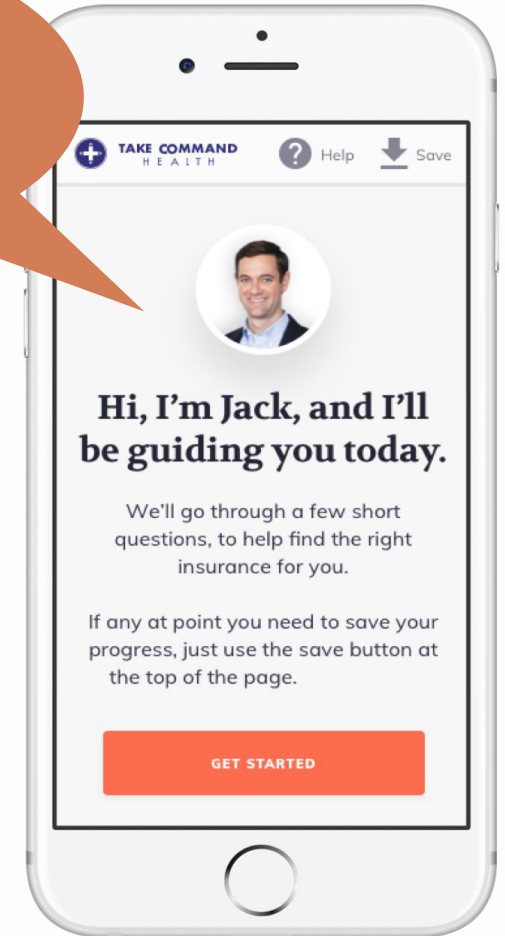 TAKE COMMAND
HEALTH
? Help
Save
Hi, I'm Jack, and I'll
be guiding you today.
We'll go through a few short
questions, to help find the right
insurance for you.
If any at point you need to save your
progress, just use the save button at
the top of the page.
GET STARTED